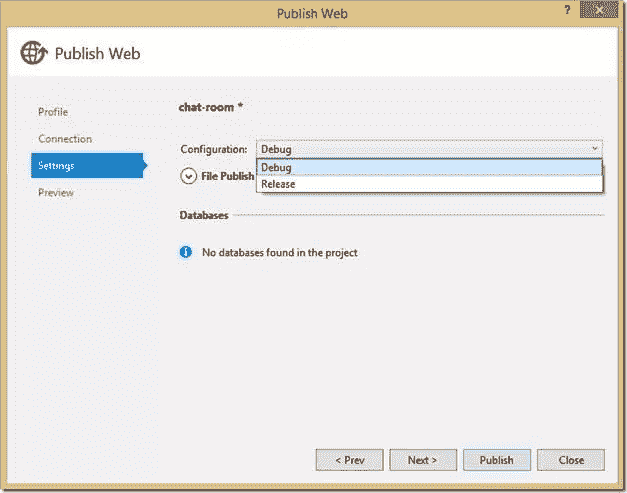 Publish Web
?
Publish Web
Profile
Connection
Settings
Preview
chat-room *
Configuration: Debug
Debug
Release
File Publish
Databases
No databases found in the project
< Prev
Next >
Publish
Close